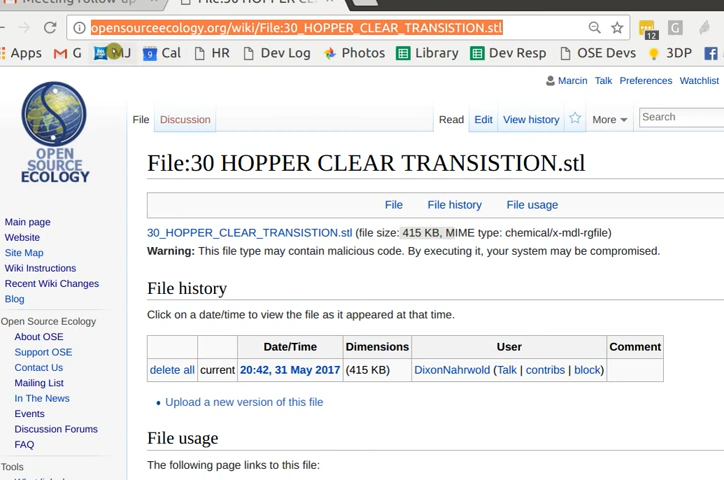 Meeting follow-up
File:30_HOPPER_CLEAR
opensourceecology.org/wiki/File:30_HOPPER_CLEAR_TRANSISTION.stl
12
G
Apps M G MJ 9 Cal HR Dev Log Photos Library Dev Resp OSE Devs 3DP
Marcin Talk Preferences Watchlist
File Discussion Read Edit View history More Search
OPEN
SOURCE
ECOLOGY
File:30 HOPPER CLEAR TRANSISTION.stl
File File history File usage
Main page
Website
Site Map
Wiki Instructions
Recent Wiki Changes
Blog
Open Source Ecology
About OSE
Support OSE
Contact Us
Mailing List
In The News
Events
Discussion Forums
FAQ
Tools
30_HOPPER_CLEAR_TRANSISTION.stl (file size: 415 KB, MIME type: chemical/x-mdl-rgfile)
Warning: This file type may contain malicious code. By executing it, your system may be compromised.
File history
Click on a date/time to view the file as it appeared at that time.
Date/Time Dimensions User Comment
delete all current 20:42, 31 May 2017 (415 KB) DixonNahrwold (Talk | contribs | block)
Upload a new version of this file
File usage
The following page links to this file: